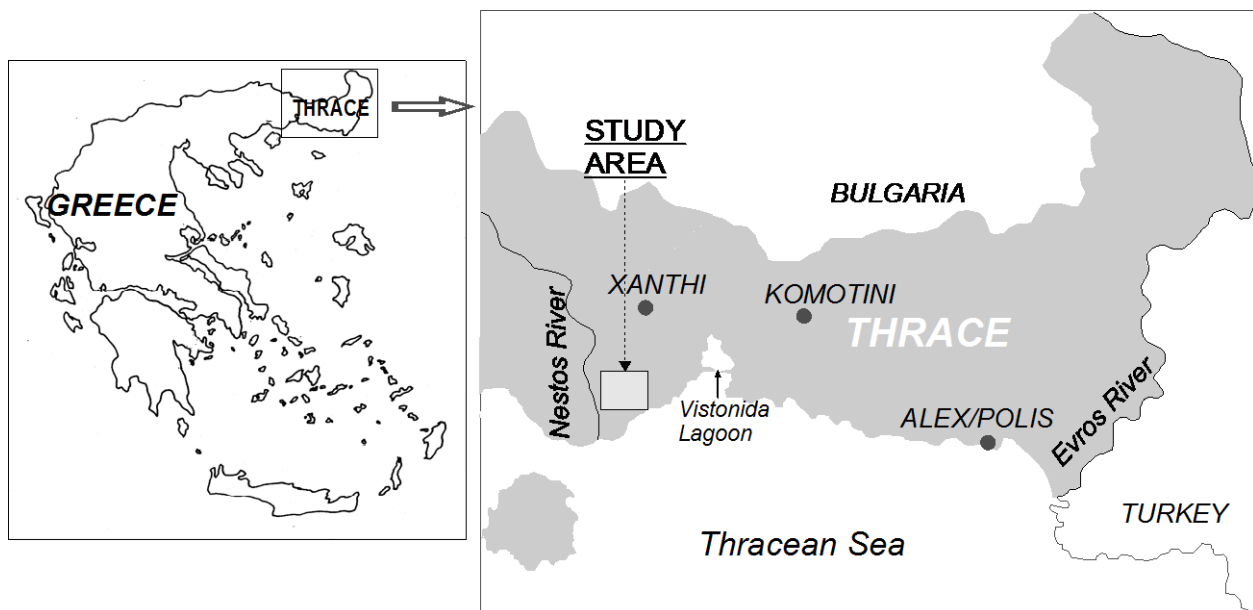 THRACE
GREECE
STUDY
AREA
BULGARIA
XANTHI
KOMOTINI
THRACE
Nestos River
Vistonida
Lagoon
ALEX/POLIS
Evros River
TURKEY
Thracean Sea